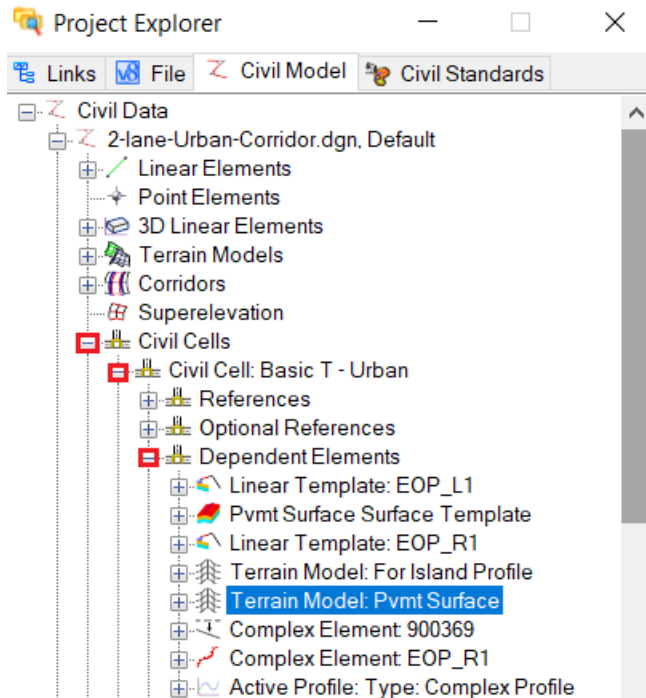 Project Explorer
Links File Civil Model Civil Standards
Civil Data
2-lane-Urban-Corridor.dgn, Default
Linear Elements
Point Elements
3D Linear Elements
Terrain Models
Corridors
Superelevation
Civil Cells
Civil Cell: Basic T - Urban
References
Optional References
Dependent Elements
Linear Template: EOP_L1
Pvmt Surface Surface Template
Linear Template: EOP_R1
Terrain Model: For Island Profile
Terrain Model: Pvmt Surface
Complex Element: 900369
Complex Element: EOP_R1
Active Profile: Type: Complex Profile